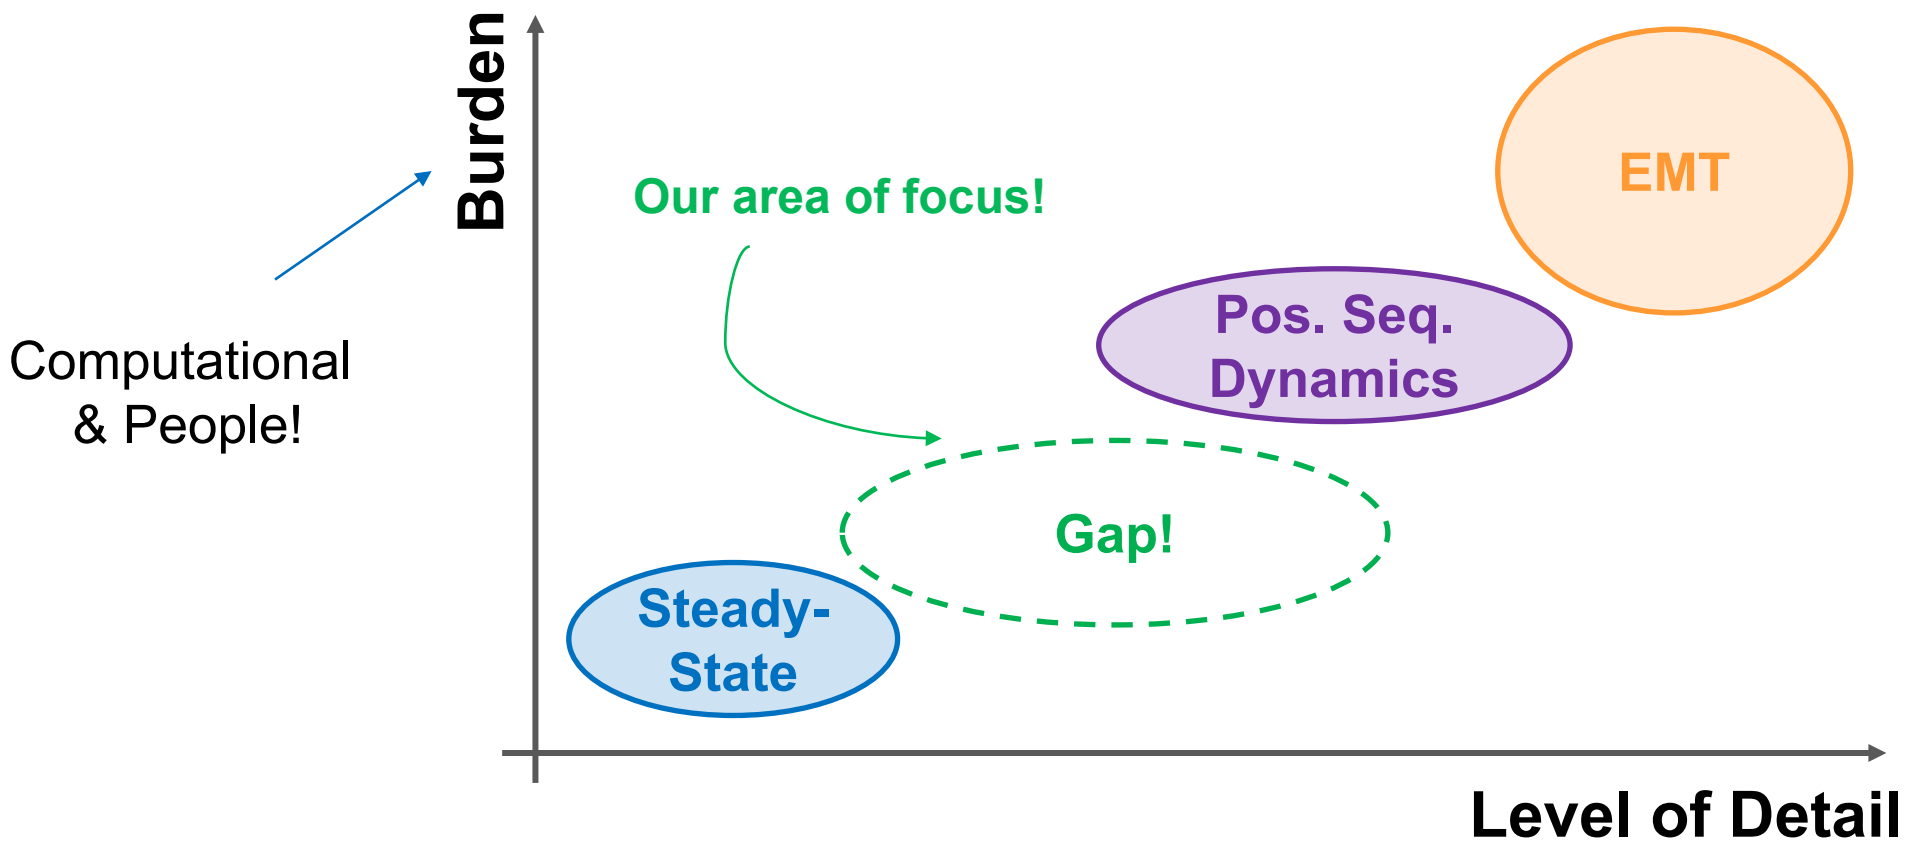 Burden
EMT
Our area of focus!
Pos. Seq.
Dynamics
Computational
& People!
Gap!
Steady-
State
Level of Detail